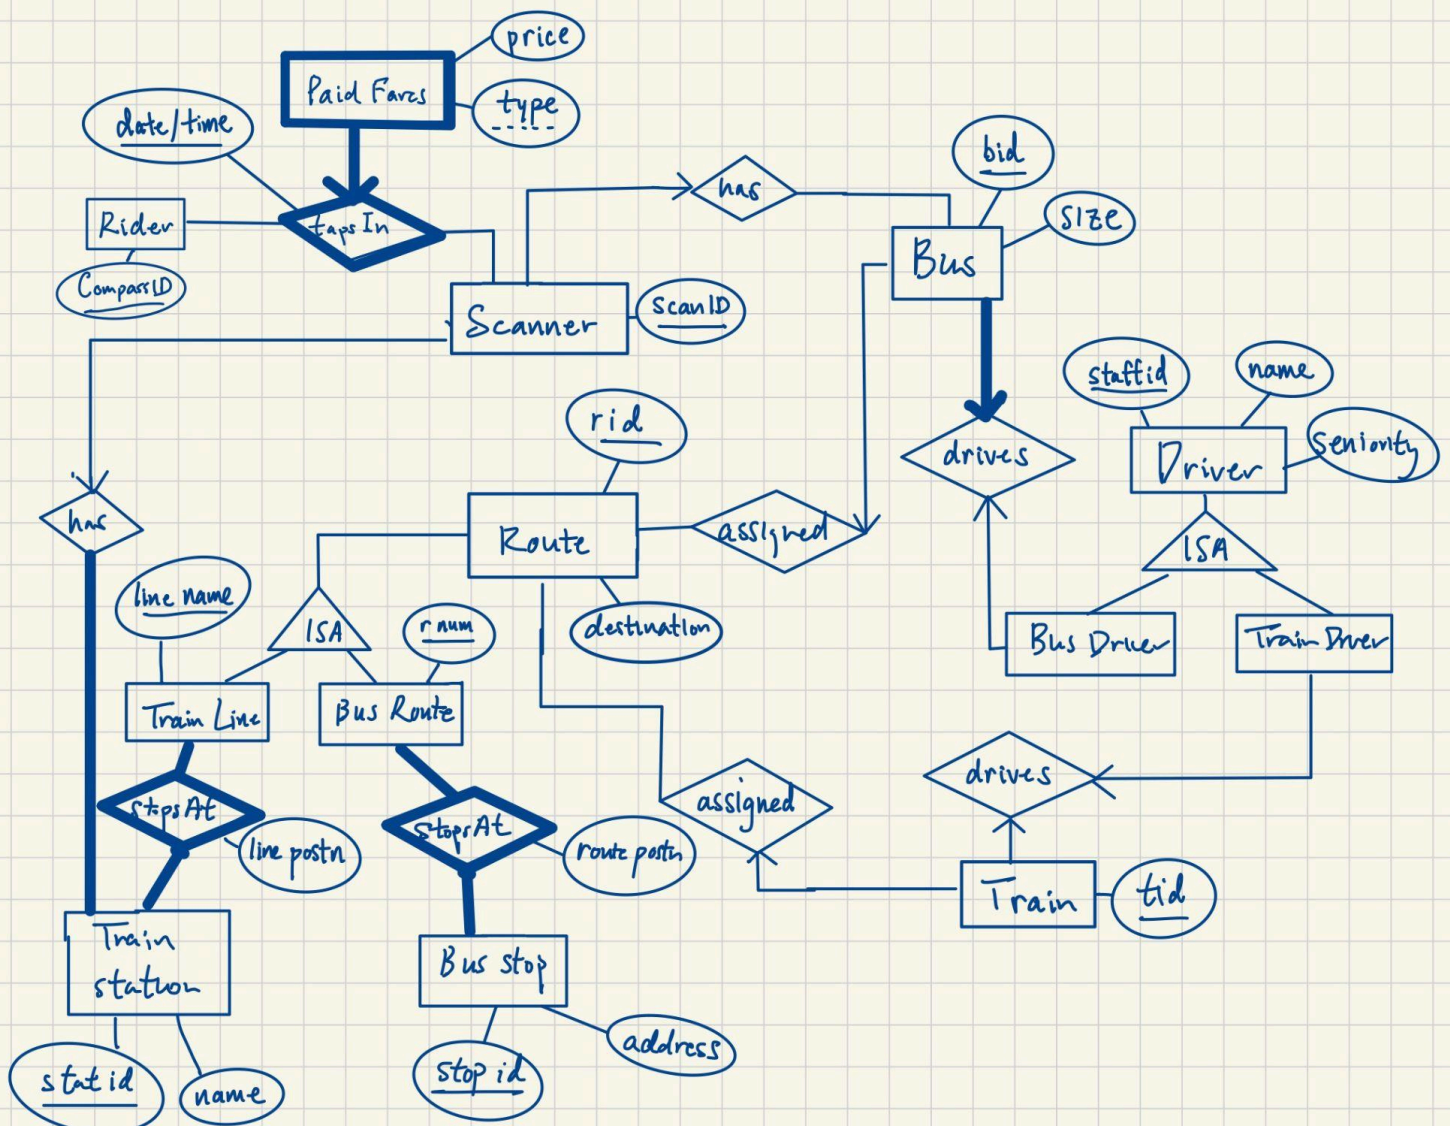 price
Paid Fares
type
date/time
bid
has
size
Rider
tapsIn
Bus
CompassID
Scanner
scanID
staffid
name
rid
drives
Driver
seniority
has
Route
assigned
ISA
line name
ISA
r num
destination
Bus Driver
Train Driver
Train Line
Bus Route
drives
stopsAt
assigned
stopsAt
line postn
route postn
Train
tid
Train
station
Bus stop
stat id
name
stop id
address